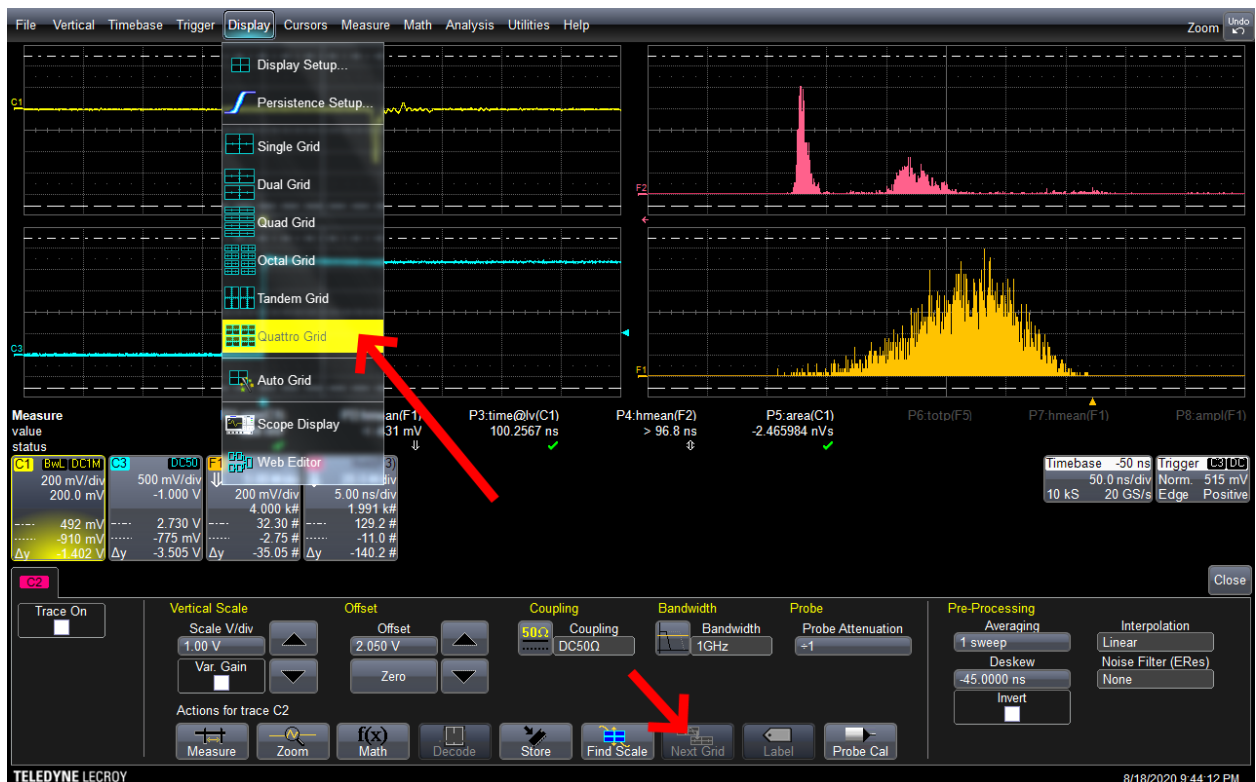 File Vertical Timebase Trigger Display Cursors Measure Math Analysis Utilities Help
Zoom Undo
Display Setup...
Persistence Setup...
Single Grid
Dual Grid
Quad Grid
Octal Grid
Tandem Grid
Quattro Grid
Auto Grid
Scope Display
Web Editor
C1
C3
F2
F1
Measure P3:time@lv(C1) P4:hmean(F2) P5:area(C1) P6:totp(F5) P7:hmean(F1) P8:ampl(F1)
value 100.2567 ns > 96.8 ns -2.465984 nVs
status
C1 BwL DC1M
200 mV/div
200.0 mV
492 mV
-910 mV
Δy -1.402 V
C3 DC50
500 mV/div
-1.000 V
2.730 V
-775 mV
Δy -3.505 V
F1
200 mV/div
4.000 k#
32.30 #
-2.75 #
Δy -35.05 #
5.00 ns/div
1.991 k#
129.2 #
-11.0 #
Δy -140.2 #
Timebase -50 ns
50.0 ns/div
10 kS 20 GS/s
Trigger C3 DC
Norm. 515 mV
Edge Positive
C2
Close
Trace On
Vertical Scale
Scale V/div
1.00 V
Var. Gain
Offset
Offset
2.050 V
Zero
Coupling
50Ω Coupling
DC50Ω
Bandwidth
Bandwidth
1GHz
Probe
Probe Attenuation
÷1
Pre-Processing
Averaging
1 sweep
Deskew
-45.0000 ns
Invert
Interpolation
Linear
Noise Filter (ERes)
None
Actions for trace C2
Measure
Zoom
f(x)
Math
Decode
Store
Find Scale
Next Grid
Label
Probe Cal
TELEDYNE LECROY
8/18/2020 9:44:12 PM